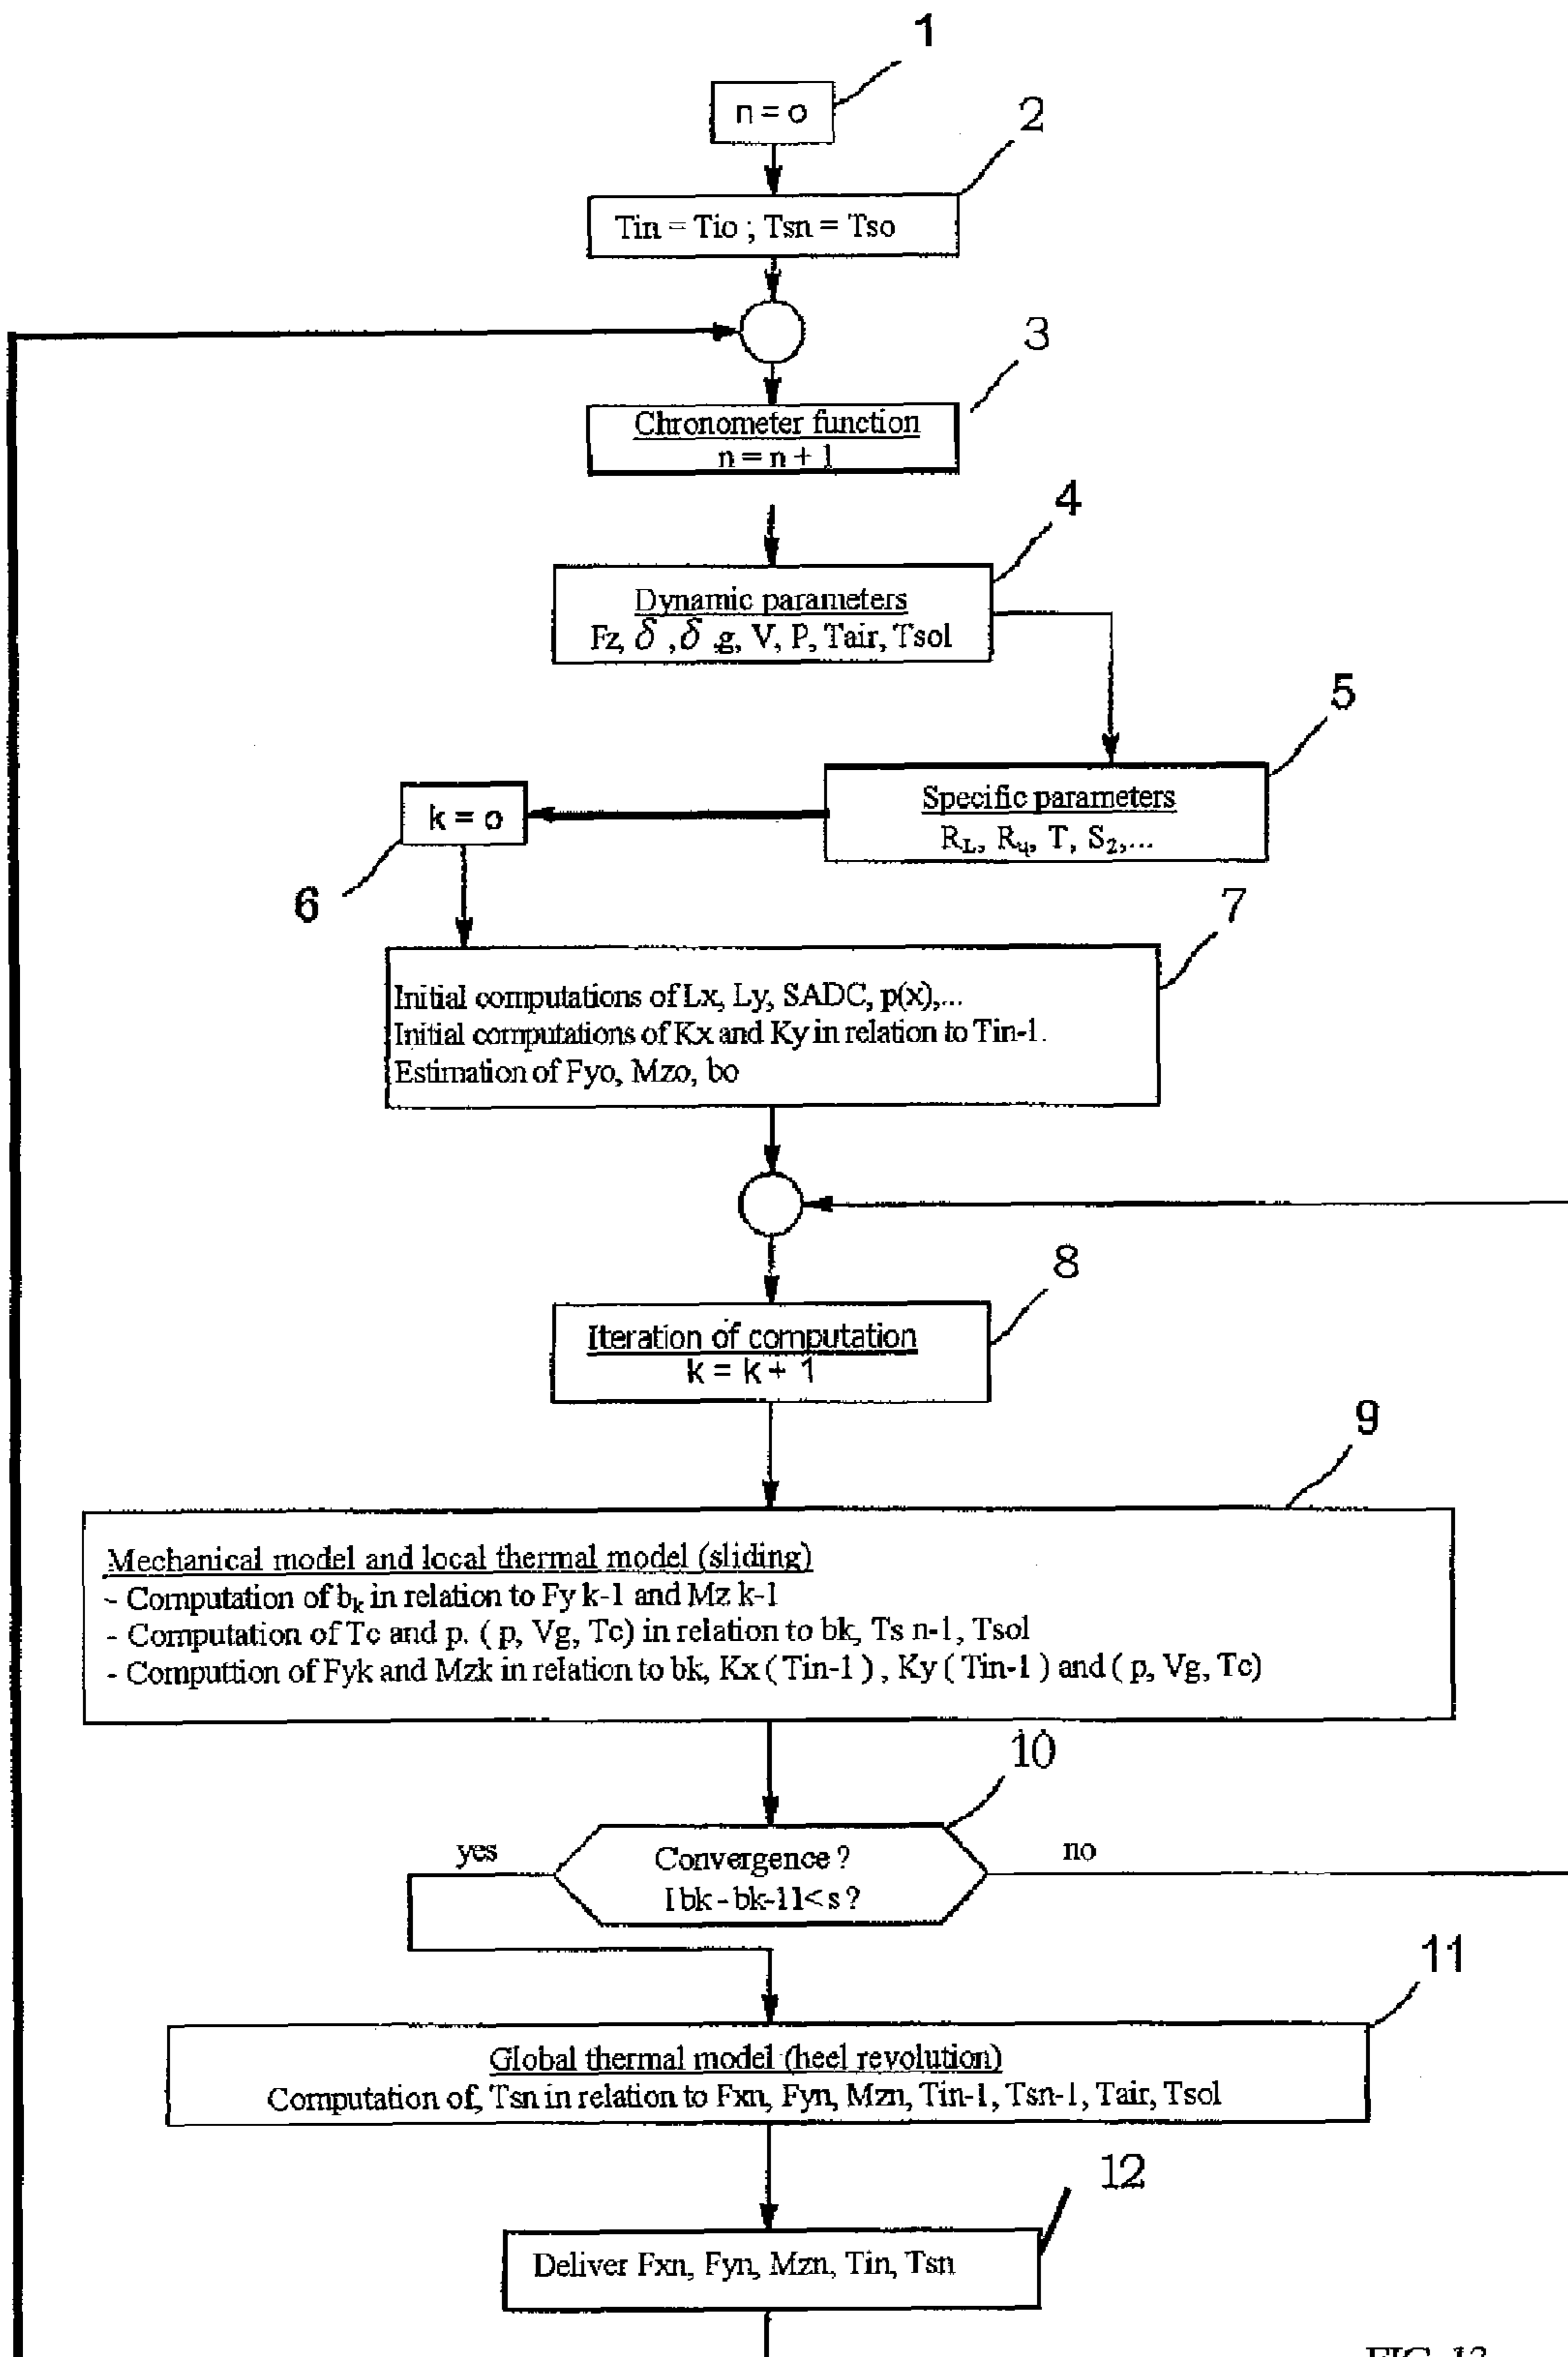 1
n = o
2
Tin = Tio ; Tsn = Tso
3
Chronometer function
n = n + 1
4
Dynamic parameters
Fz, δ , δ .g, V, P, Tair, Tsol
5
Specific parameters
R_L, R_q, T, S_2,...
k = o
6
7
Initial computations of Lx, Ly, SADC, p(x),...
Initial computations of Kx and Ky in relation to Tin-1.
Estimation of Fyo, Mzo, bo
8
Iteration of computation
k = k + 1
9
Mechanical model and local thermal model (sliding)
- Computation of b_k in relation to Fy k-1 and Mz k-1
- Computation of Tc and p. ( p, Vg, Tc) in relation to bk, Ts n-1, Tsol
- Computtion of Fyk and Mzk in relation to bk, Kx ( Tin-1 ) , Ky ( Tin-1 ) and ( p, Vg, Tc)
10
yes
Convergence ?
I bk - bk-1I < s ?
no
11
Global thermal model (heel revolution)
Computation of, Tsn in relation to Fxn, Fyn, Mzn, Tin-1, Tsn-1, Tair, Tsol
12
Deliver Fxn, Fyn, Mzn, Tin, Tsn